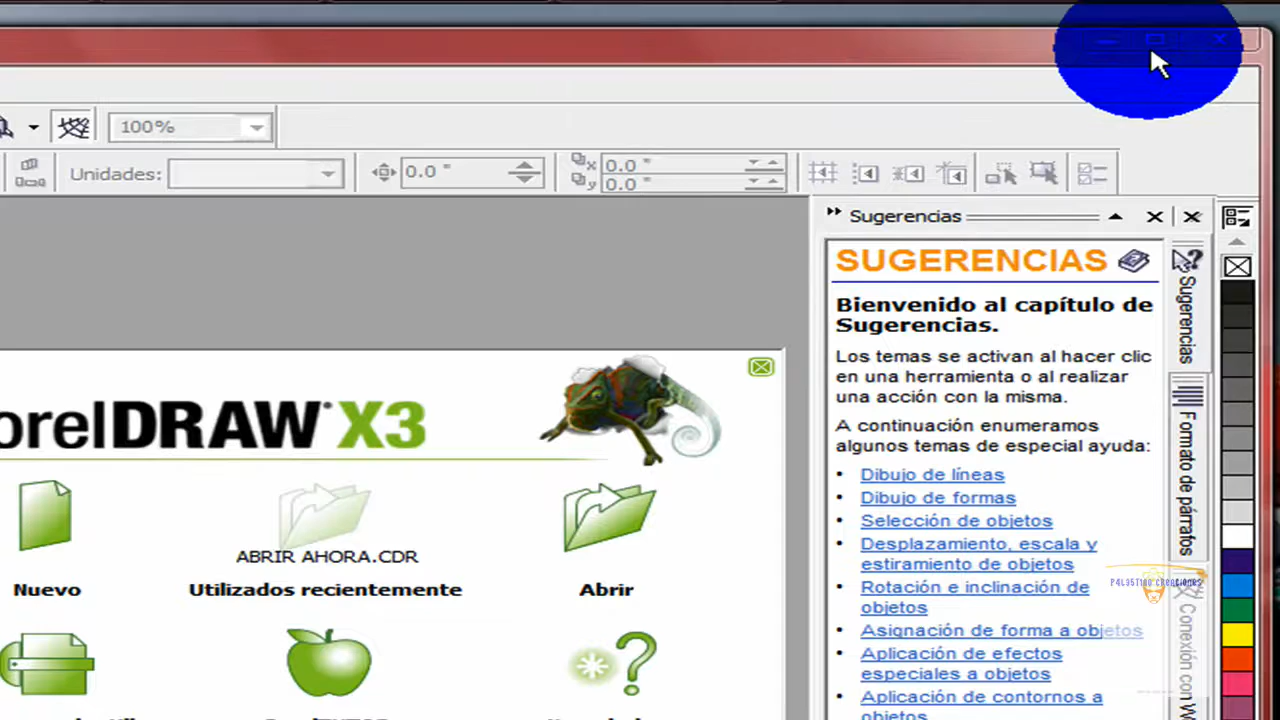 100%
Unidades:
0.0 "
0.0 "
0.0 "
Sugerencias
SUGERENCIAS
Bienvenido al capítulo de
Sugerencias.
Los temas se activan al hacer clic
en una herramienta o al realizar
una acción con la misma.
A continuación enumeramos
algunos temas de especial ayuda:
• Dibujo de líneas
• Dibujo de formas
• Selección de objetos
• Desplazamiento, escala y
estiramiento de objetos
• Rotación e inclinación de
objetos
• Asignación de forma a objetos
• Aplicación de efectos
especiales a objetos
• Aplicación de contornos a
objetos
Sugerencias
Formato de párrafos
Conexión con W
orelDRAW X3
Nuevo
ABRIR AHORA.CDR
Utilizados recientemente
Abrir
P4L3STINO CREACIONES